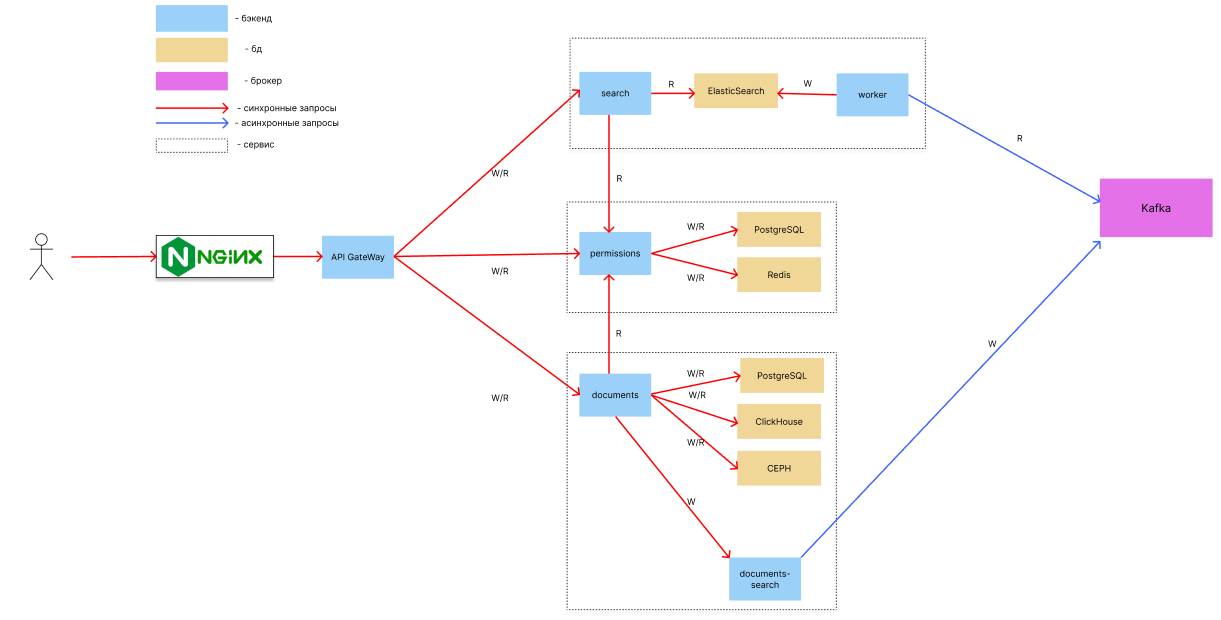 - бэкенд
- бд
- брокер
- синхронные запросы
- асинхронные запросы
- сервис
NGiNX
API GateWay
W/R
W/R
W/R
search
R
ElasticSearch
W
worker
R
R
permissions
W/R
PostgreSQL
W/R
Redis
R
documents
W/R
PostgreSQL
W/R
ClickHouse
W/R
CEPH
W
documents-
search
W
Kafka